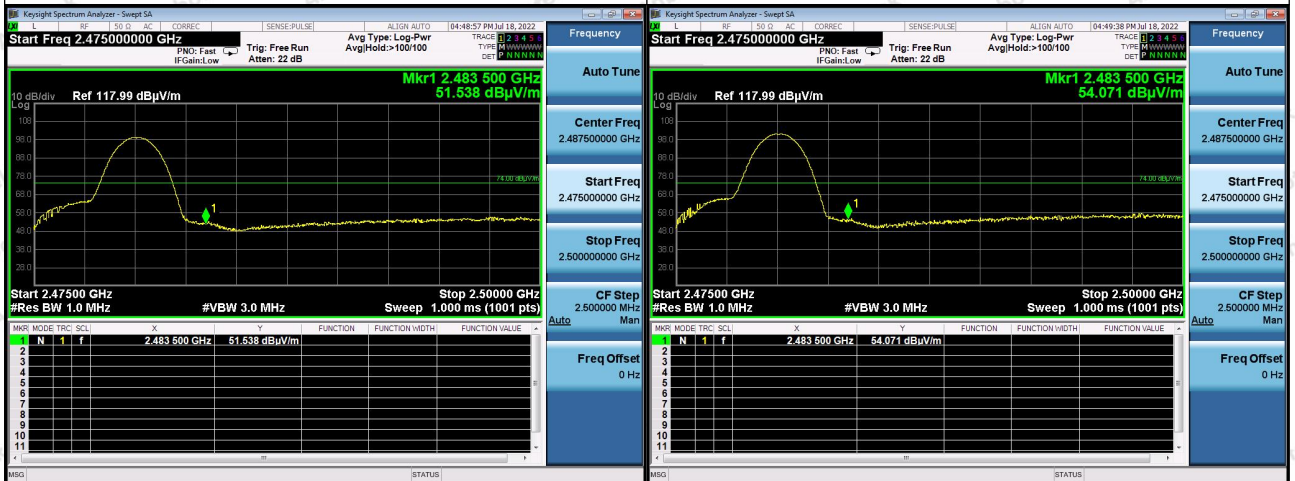 Keysight Spectrum Analyzer - Swept SA
L RF 50 Ω AC CORREC SENSE:PULSE ALIGN AUTO 04:48:57 PM Jul 18, 2022
Start Freq 2.475000000 GHz
PNO: Fast
IFGain:Low
Trig: Free Run
Atten: 22 dB
Avg Type: Log-Pwr
Avg|Hold:>100/100
TRACE 1 2 3 4 5 6
TYPE M W W W W W
DET P N N N N N
Mkr1 2.483 500 GHz
51.538 dBµV/m
10 dB/div Ref 117.99 dBµV/m
Log
108
98.0
88.0
78.0
74.00 dBµV/m
68.0
58.0
48.0
38.0
28.0
1
Start 2.47500 GHz Stop 2.50000 GHz
#Res BW 1.0 MHz #VBW 3.0 MHz Sweep 1.000 ms (1001 pts)
MKR MODE TRC SCL X Y FUNCTION FUNCTION WIDTH FUNCTION VALUE
1 N 1 f 2.483 500 GHz 51.538 dBµV/m
2
3
4
5
6
7
8
9
10
11
MSG STATUS
Frequency
Auto Tune
Center Freq
2.487500000 GHz
Start Freq
2.475000000 GHz
Stop Freq
2.500000000 GHz
CF Step
2.500000 MHz
Auto Man
Freq Offset
0 Hz
Keysight Spectrum Analyzer - Swept SA
L RF 50 Ω AC CORREC SENSE:PULSE ALIGN AUTO 04:49:38 PM Jul 18, 2022
Start Freq 2.475000000 GHz
PNO: Fast
IFGain:Low
Trig: Free Run
Atten: 22 dB
Avg Type: Log-Pwr
Avg|Hold:>100/100
TRACE 1 2 3 4 5 6
TYPE M W W W W W
DET P N N N N N
Mkr1 2.483 500 GHz
54.071 dBµV/m
10 dB/div Ref 117.99 dBµV/m
Log
108
98.0
88.0
78.0
74.00 dBµV/m
68.0
58.0
48.0
38.0
28.0
1
Start 2.47500 GHz Stop 2.50000 GHz
#Res BW 1.0 MHz #VBW 3.0 MHz Sweep 1.000 ms (1001 pts)
MKR MODE TRC SCL X Y FUNCTION FUNCTION WIDTH FUNCTION VALUE
1 N 1 f 2.483 500 GHz 54.071 dBµV/m
2
3
4
5
6
7
8
9
10
11
MSG STATUS
Frequency
Auto Tune
Center Freq
2.487500000 GHz
Start Freq
2.475000000 GHz
Stop Freq
2.500000000 GHz
CF Step
2.500000 MHz
Auto Man
Freq Offset
0 Hz